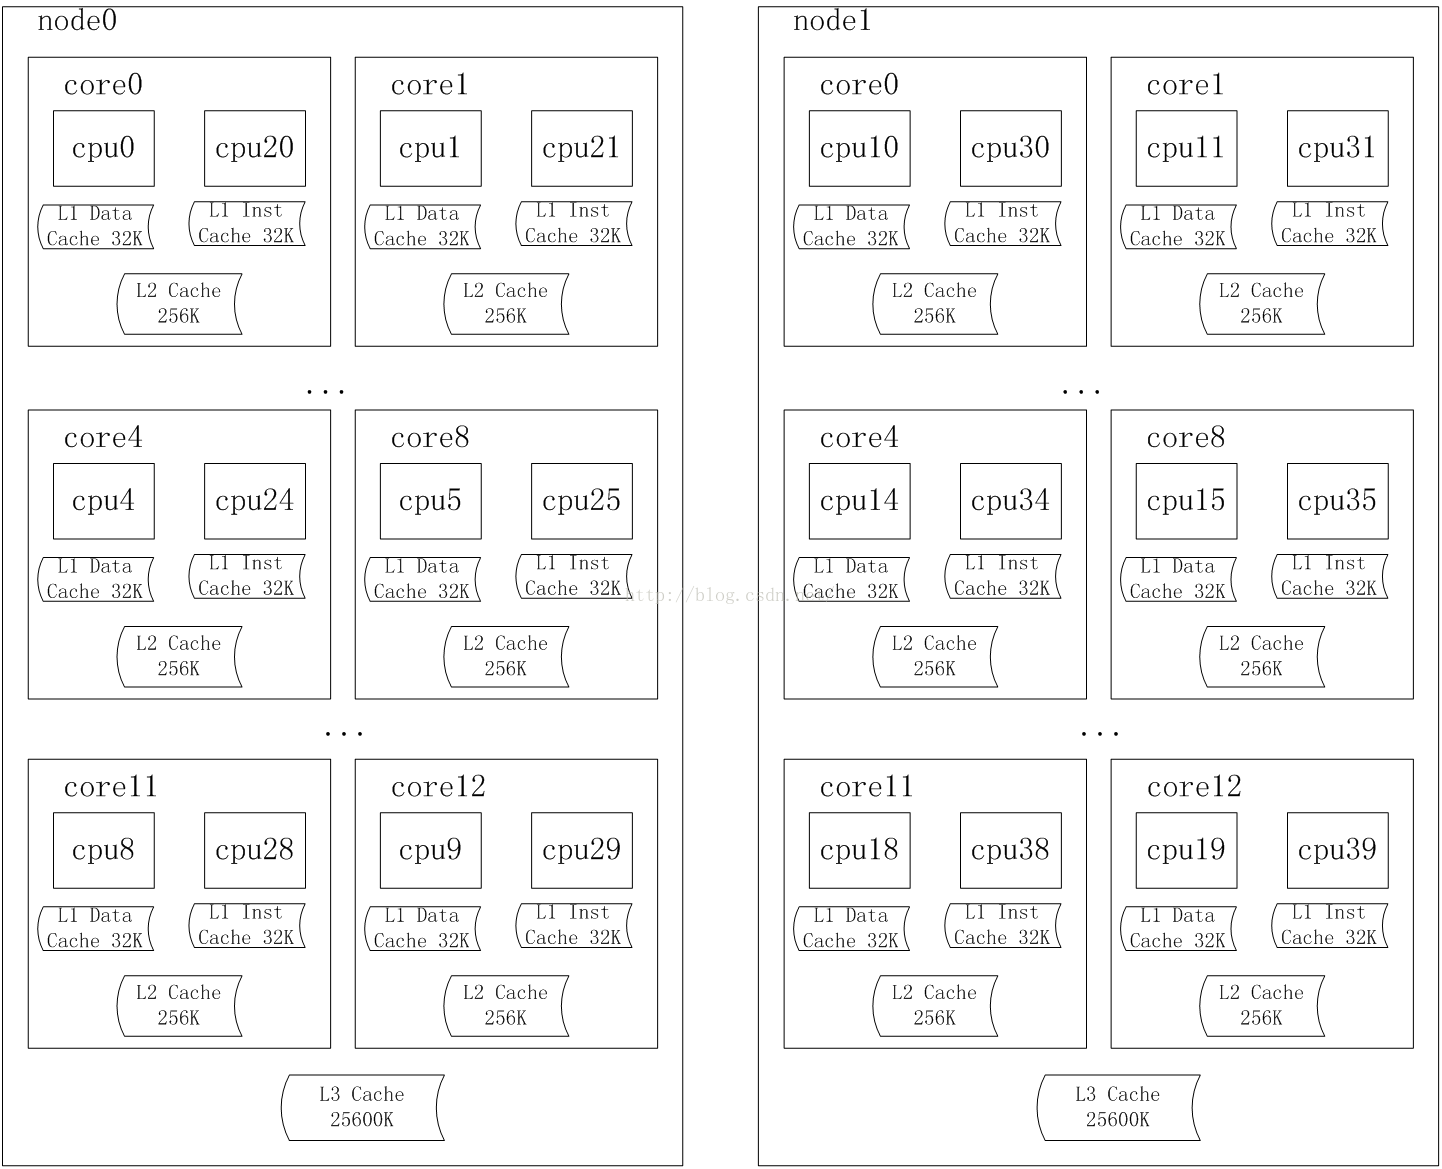 node0
node1
core0
core1
core0
core1
cpu0
cpu20
cpu1
cpu21
cpu10
cpu30
cpu11
cpu31
L1 Data
Cache 32K
L1 Inst
Cache 32K
L1 Data
Cache 32K
L1 Inst
Cache 32K
L1 Data
Cache 32K
L1 Inst
Cache 32K
L1 Data
Cache 32K
L1 Inst
Cache 32K
L2 Cache
256K
L2 Cache
256K
L2 Cache
256K
L2 Cache
256K
...
...
core4
core8
core4
core8
cpu4
cpu24
cpu5
cpu25
cpu14
cpu34
cpu15
cpu35
L1 Data
Cache 32K
L1 Inst
Cache 32K
L1 Data
Cache 32K
L1 Inst
Cache 32K
L1 Data
Cache 32K
L1 Inst
Cache 32K
L1 Data
Cache 32K
L1 Inst
Cache 32K
http://blog.csdn.net
L2 Cache
256K
L2 Cache
256K
L2 Cache
256K
L2 Cache
256K
...
...
core11
core12
core11
core12
cpu8
cpu28
cpu9
cpu29
cpu18
cpu38
cpu19
cpu39
L1 Data
Cache 32K
L1 Inst
Cache 32K
L1 Data
Cache 32K
L1 Inst
Cache 32K
L1 Data
Cache 32K
L1 Inst
Cache 32K
L1 Data
Cache 32K
L1 Inst
Cache 32K
L2 Cache
256K
L2 Cache
256K
L2 Cache
256K
L2 Cache
256K
L3 Cache
25600K
L3 Cache
25600K